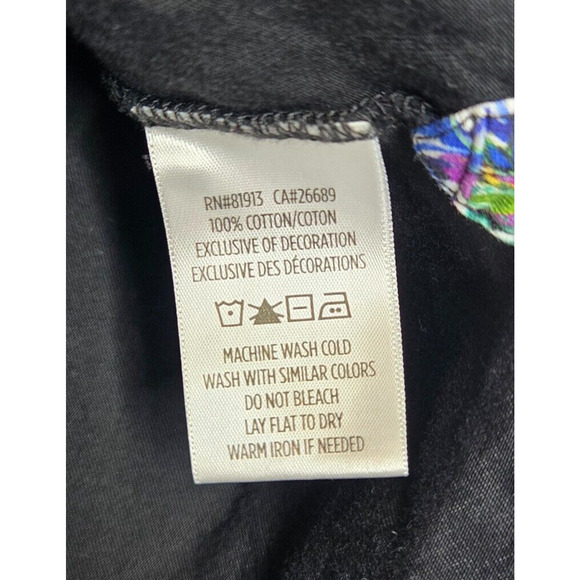 RN#81913 CA#26689
100% COTTON/COTON
EXCLUSIVE OF DECORATION
EXCLUSIVE DES DÉCORATIONS
MACHINE WASH COLD
WASH WITH SIMILAR COLORS
DO NOT BLEACH
LAY FLAT TO DRY
WARM IRON IF NEEDED